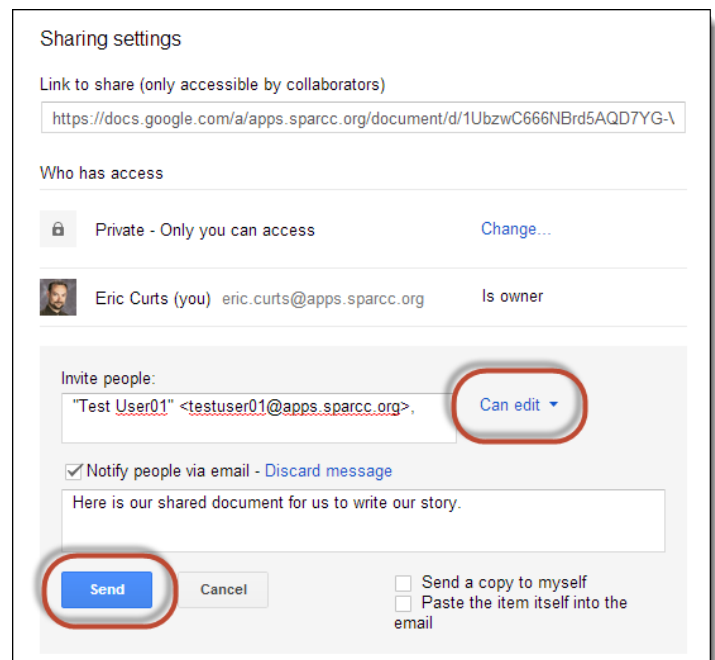 Sharing settings
Link to share (only accessible by collaborators)
https://docs.google.com/a/apps.sparcc.org/document/d/1UbzwC666NBrd5AQD7YG-V
Who has access
Private - Only you can access Change...
Eric Curts (you) eric.curts@apps.sparcc.org Is owner
Invite people:
"Test User01" <testuser01@apps.sparcc.org>, Can edit
Notify people via email - Discard message
Here is our shared document for us to write our story.
Send Cancel Send a copy to myself
Paste the item itself into the
email